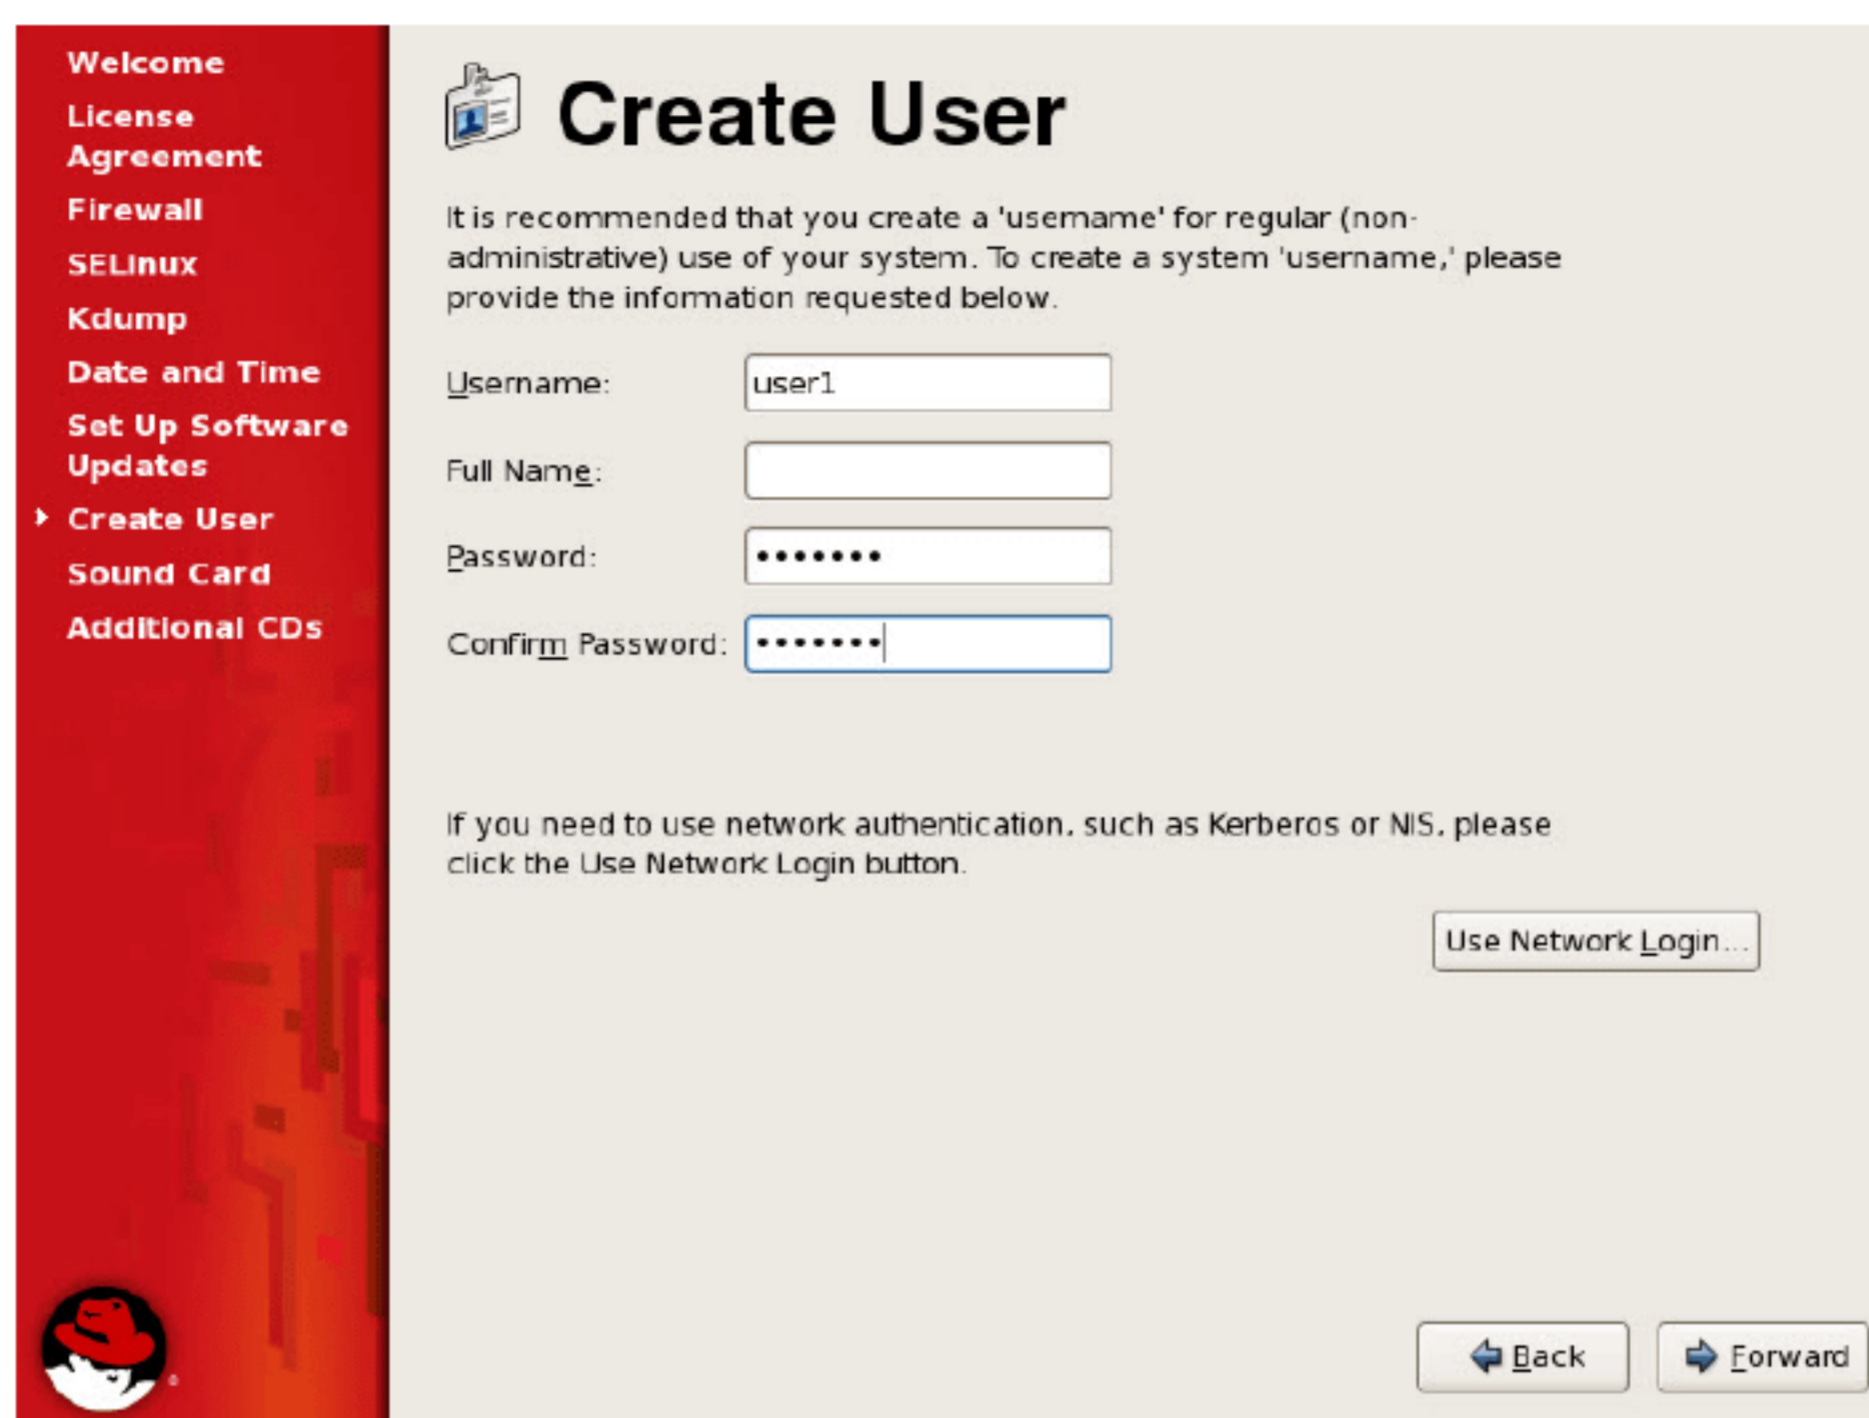 Welcome
License
Agreement
Firewall
SELinux
Kdump
Date and Time
Set Up Software
Updates
Create User
Sound Card
Additional CDs
Create User
It is recommended that you create a 'username' for regular (non-
administrative) use of your system. To create a system 'username,' please
provide the information requested below.
Username:
user1
Full Name:
Password:
•••••••
Confirm Password:
•••••••
If you need to use network authentication, such as Kerberos or NIS, please
click the Use Network Login button.
Use Network Login...
Back
Forward